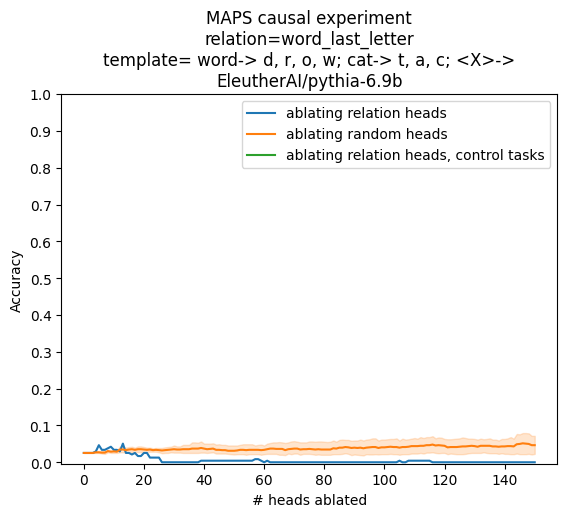 MAPS causal experiment
relation=word_last_letter
template= word-> d, r, o, w; cat-> t, a, c; <X>->
EleutherAI/pythia-6.9b
ablating relation heads
ablating random heads
ablating relation heads, control tasks
1.0
0.9
0.8
0.7
0.6
0.5
0.4
0.3
0.2
0.1
0.0
Accuracy
0 20 40 60 80 100 120 140
# heads ablated